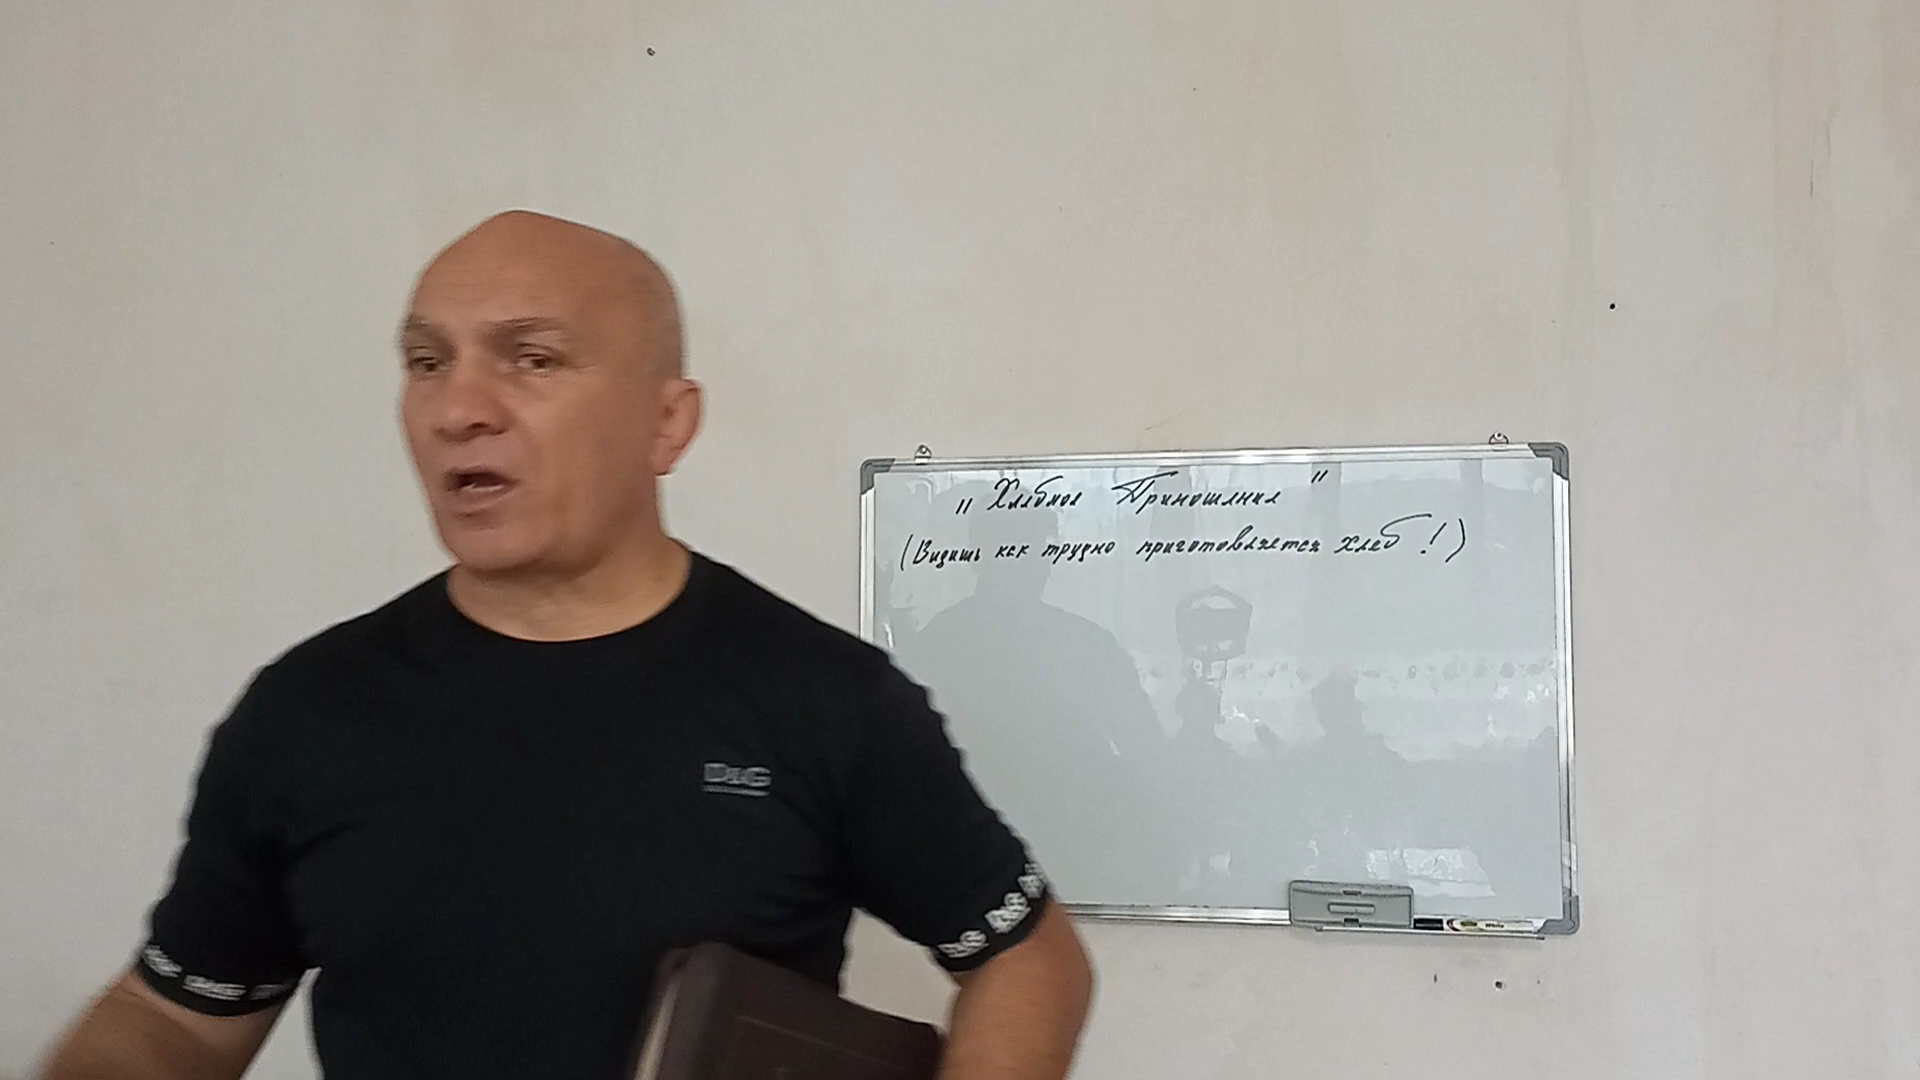 „ Хлебное Приношение "
(Видишь как трудно приготовляется хлеб!)
D&G